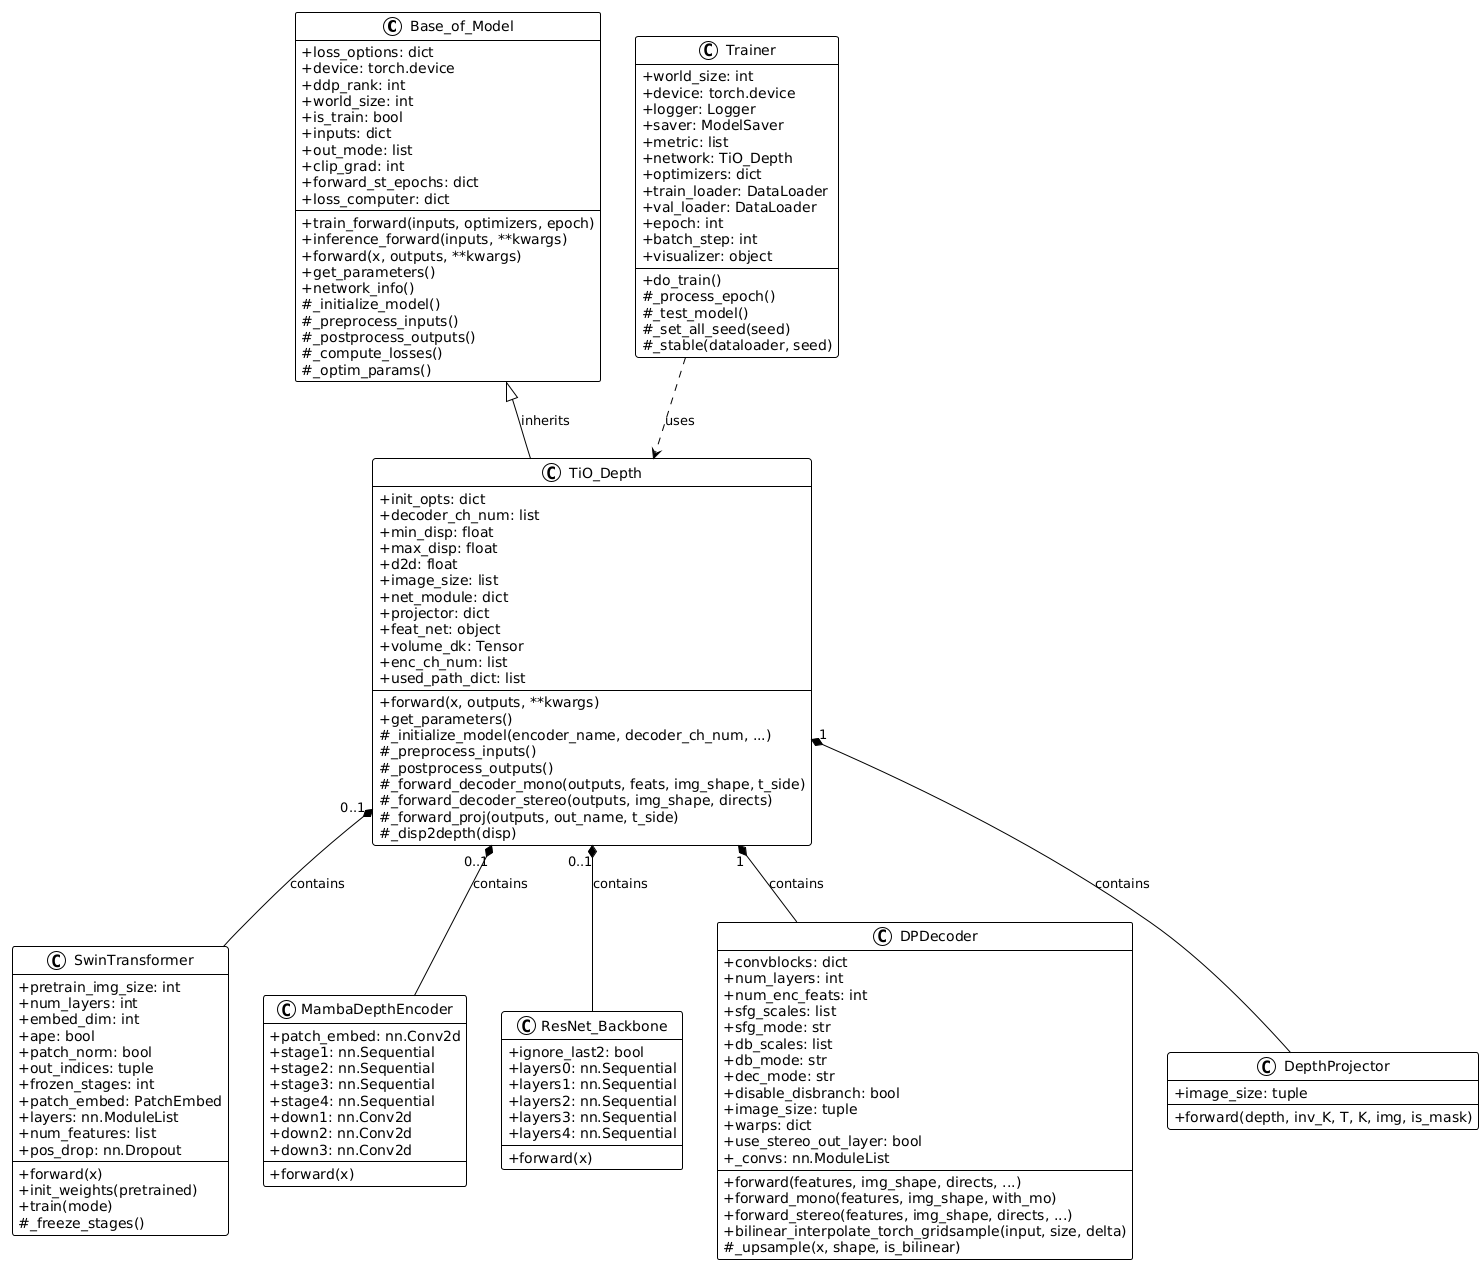 C Base_of_Model
+loss_options: dict
+device: torch.device
+ddp_rank: int
+world_size: int
+is_train: bool
+inputs: dict
+out_mode: list
+clip_grad: int
+forward_st_epochs: dict
+loss_computer: dict
+train_forward(inputs, optimizers, epoch)
+inference_forward(inputs, **kwargs)
+forward(x, outputs, **kwargs)
+get_parameters()
+network_info()
#_initialize_model()
#_preprocess_inputs()
#_postprocess_outputs()
#_compute_losses()
#_optim_params()
C Trainer
+world_size: int
+device: torch.device
+logger: Logger
+saver: ModelSaver
+metric: list
+network: TiO_Depth
+optimizers: dict
+train_loader: DataLoader
+val_loader: DataLoader
+epoch: int
+batch_step: int
+visualizer: object
+do_train()
#_process_epoch()
#_test_model()
#_set_all_seed(seed)
#_stable(dataloader, seed)
inherits
uses
C TiO_Depth
+init_opts: dict
+decoder_ch_num: list
+min_disp: float
+max_disp: float
+d2d: float
+image_size: list
+net_module: dict
+projector: dict
+feat_net: object
+volume_dk: Tensor
+enc_ch_num: list
+used_path_dict: list
+forward(x, outputs, **kwargs)
+get_parameters()
#_initialize_model(encoder_name, decoder_ch_num, ...)
#_preprocess_inputs()
#_postprocess_outputs()
#_forward_decoder_mono(outputs, feats, img_shape, t_side)
#_forward_decoder_stereo(outputs, img_shape, directs)
#_forward_proj(outputs, out_name, t_side)
#_disp2depth(disp)
1
0..1
0..1
0..1
1
contains
contains
contains
contains
contains
C SwinTransformer
+pretrain_img_size: int
+num_layers: int
+embed_dim: int
+ape: bool
+patch_norm: bool
+out_indices: tuple
+frozen_stages: int
+patch_embed: PatchEmbed
+layers: nn.ModuleList
+num_features: list
+pos_drop: nn.Dropout
+forward(x)
+init_weights(pretrained)
+train(mode)
#_freeze_stages()
C MambaDepthEncoder
+patch_embed: nn.Conv2d
+stage1: nn.Sequential
+stage2: nn.Sequential
+stage3: nn.Sequential
+stage4: nn.Sequential
+down1: nn.Conv2d
+down2: nn.Conv2d
+down3: nn.Conv2d
+forward(x)
C ResNet_Backbone
+ignore_last2: bool
+layers0: nn.Sequential
+layers1: nn.Sequential
+layers2: nn.Sequential
+layers3: nn.Sequential
+layers4: nn.Sequential
+forward(x)
C DPDecoder
+convblocks: dict
+num_layers: int
+num_enc_feats: int
+sfg_scales: list
+sfg_mode: str
+db_scales: list
+db_mode: str
+dec_mode: str
+disable_disbranch: bool
+image_size: tuple
+warps: dict
+use_stereo_out_layer: bool
+_convs: nn.ModuleList
+forward(features, img_shape, directs, ...)
+forward_mono(features, img_shape, with_mo)
+forward_stereo(features, img_shape, directs, ...)
+bilinear_interpolate_torch_gridsample(input, size, delta)
#_upsample(x, shape, is_bilinear)
C DepthProjector
+image_size: tuple
+forward(depth, inv_K, T, K, img, is_mask)